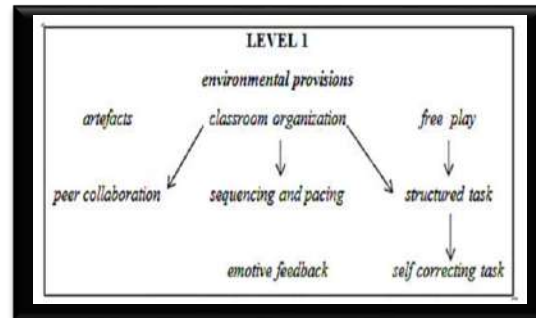 LEVEL 1
environmental provisions
artefacts classroom organization free play
peer collaboration sequencing and pacing structured task
emotive feedback self correcting task